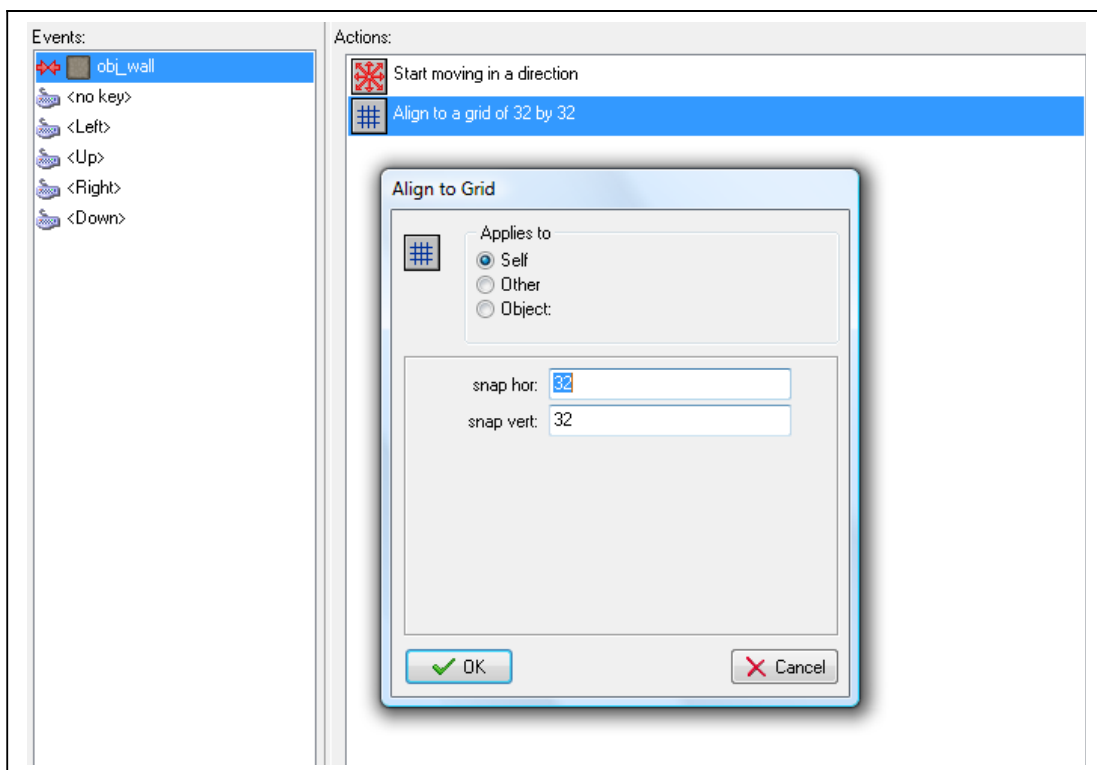 Events:
Actions:
obj_wall
<no key>
<Left>
<Up>
<Right>
<Down>
Start moving in a direction
Align to a grid of 32 by 32
Align to Grid
Applies to
Self
Other
Object:
snap hor: 32
snap vert: 32
OK
Cancel